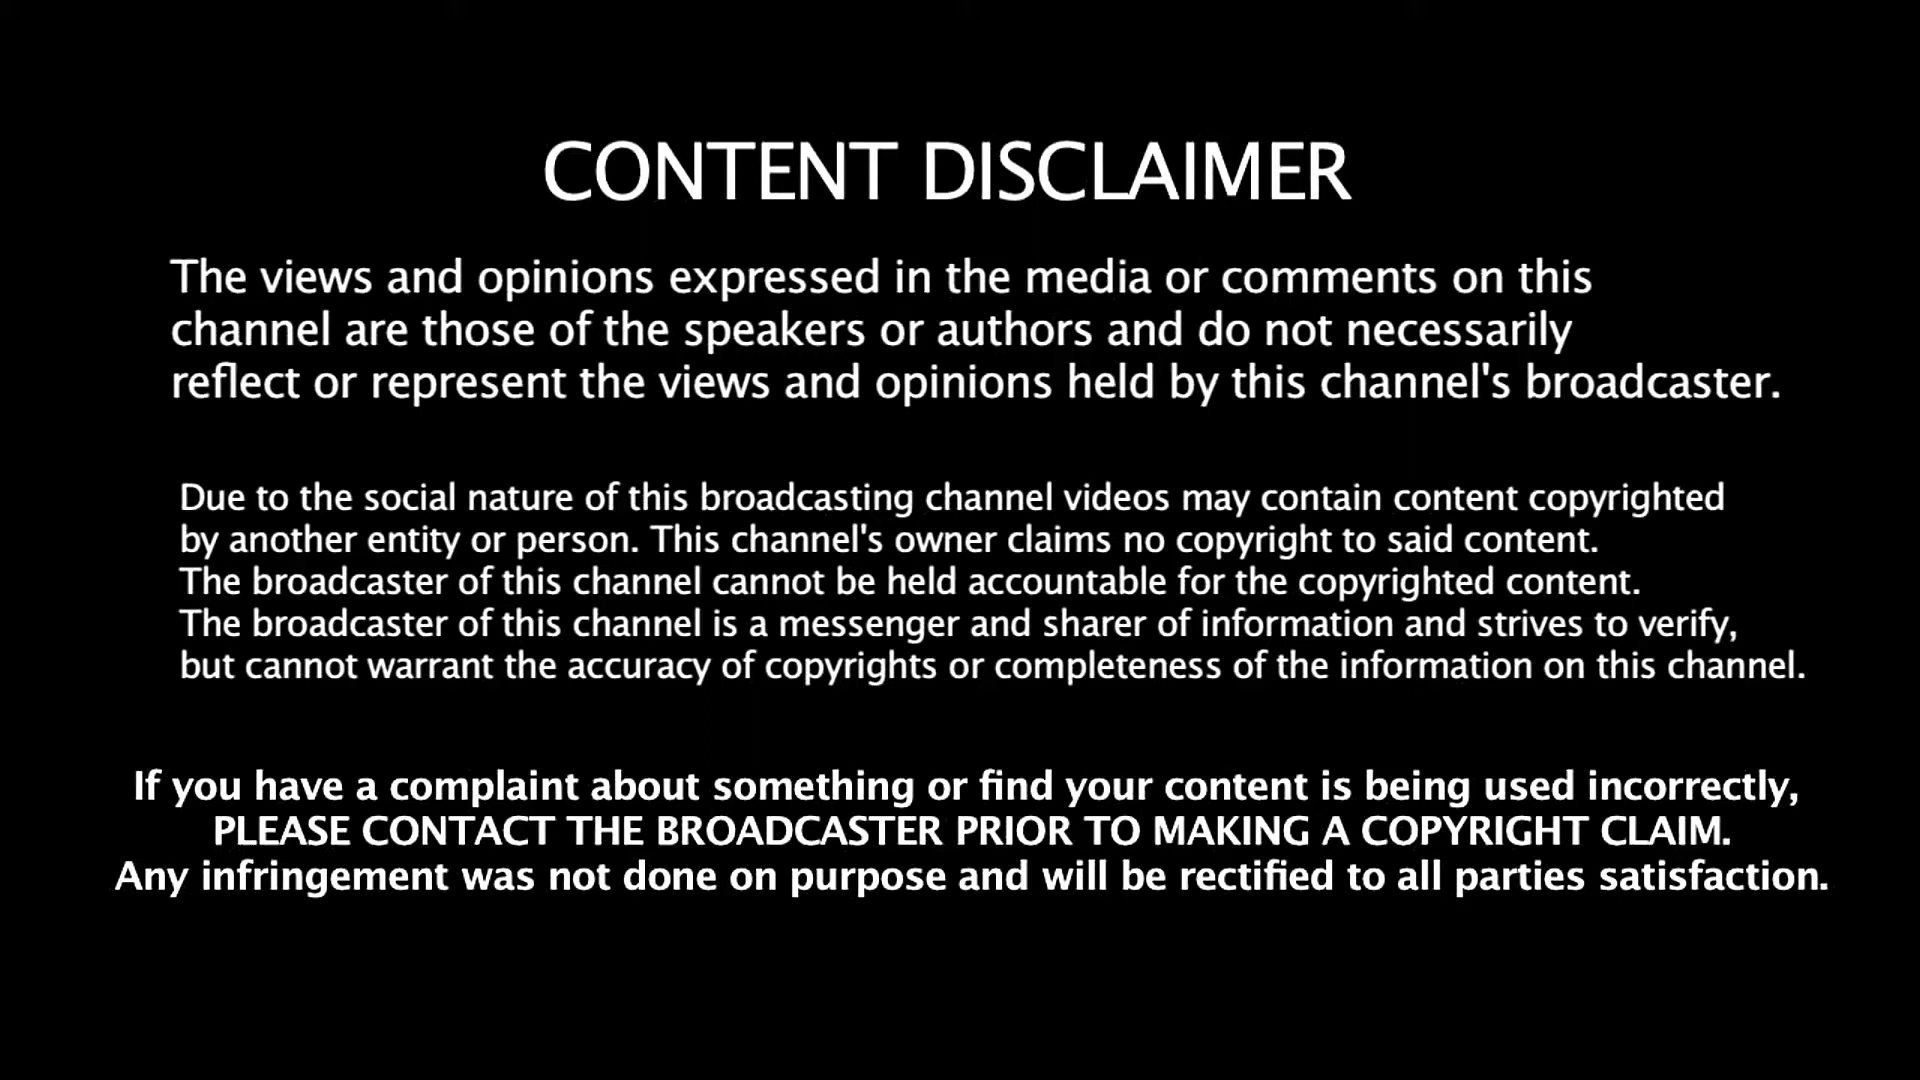 CONTENT DISCLAIMER
The views and opinions expressed in the media or comments on this
channel are those of the speakers or authors and do not necessarily
reflect or represent the views and opinions held by this channel's broadcaster.
Due to the social nature of this broadcasting channel videos may contain content copyrighted
by another entity or person. This channel's owner claims no copyright to said content.
The broadcaster of this channel cannot be held accountable for the copyrighted content.
The broadcaster of this channel is a messenger and sharer of information and strives to verify,
but cannot warrant the accuracy of copyrights or completeness of the information on this channel.
If you have a complaint about something or find your content is being used incorrectly,
PLEASE CONTACT THE BROADCASTER PRIOR TO MAKING A COPYRIGHT CLAIM.
Any infringement was not done on purpose and will be rectified to all parties satisfaction.